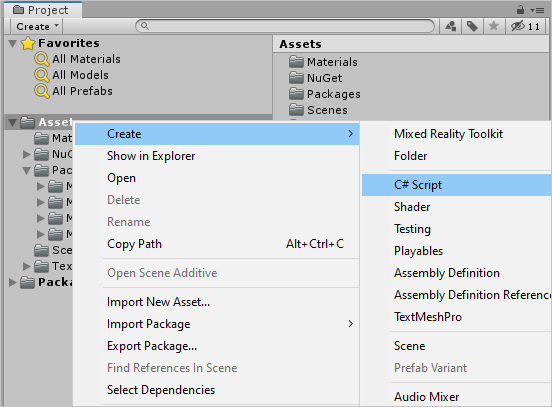 Project
Create
11
Favorites
All Materials
All Models
All Prefabs
Assets
Materials
NuGet
Packages
Scenes
Asset
Mat
NuG
Pac
M
M
M
M
Sce
Tex
Packa
Create
Show in Explorer
Open
Delete
Rename
Copy Path Alt+Ctrl+C
Open Scene Additive
Import New Asset...
Import Package
Export Package...
Find References In Scene
Select Dependencies
Mixed Reality Toolkit
Folder
C# Script
Shader
Testing
Playables
Assembly Definition
Assembly Definition Reference
TextMeshPro
Scene
Prefab Variant
Audio Mixer